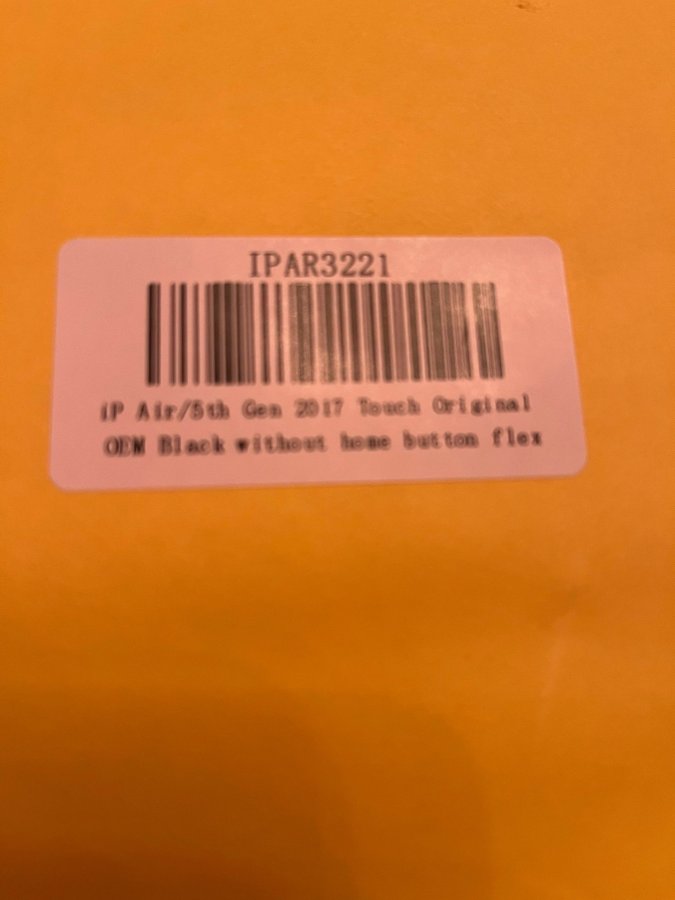 IPAR3221
iP Air/5th Gen 2017 Touch Original
OEM Black without home button flex